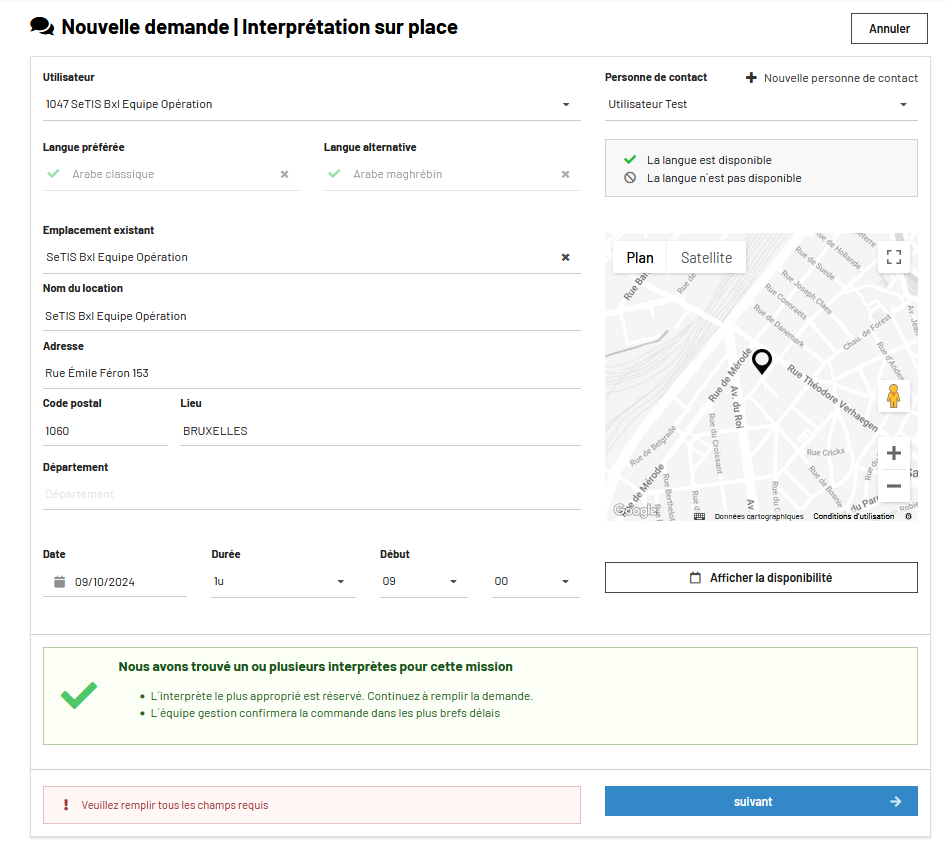 Nouvelle demande | Interprétation sur place
Annuler
Utilisateur
1047 SeTIS Bxl Equipe Opération
Personne de contact
Nouvelle personne de contact
Utilisateur Test
Langue préférée
Arabe classique
Langue alternative
Arabe maghrébin
La langue est disponible
La langue n´est pas disponible
Emplacement existant
SeTIS Bxl Equipe Opération
Nom du location
SeTIS Bxl Equipe Opération
Adresse
Rue Émile Féron 153
Code postal
1060
Lieu
BRUXELLES
Département
Département
Plan
Satellite
Rue de Hollande
Rue de Suede
Rue Joseph Claes
Rue Coenraets
Rue de Danemark
Chau. de Forest
Rue de Mérode
Rue Théodore Verhaegen
Av. du Roi
Rue de Belgrade
Rue du Croissant
Rue Crickx
Rue de Bosnie
Rue de Mérode
Google
Données cartographiques
Conditions d'utilisation
Date
09/10/2024
Durée
1u
Début
09
00
Afficher la disponibilité
Nous avons trouvé un ou plusieurs interprètes pour cette mission
L´interprète le plus approprié est réservé. Continuez à remplir la demande.
L´équipe gestion confirmera la commande dans les plus brefs délais
Veuillez remplir tous les champs requis
suivant